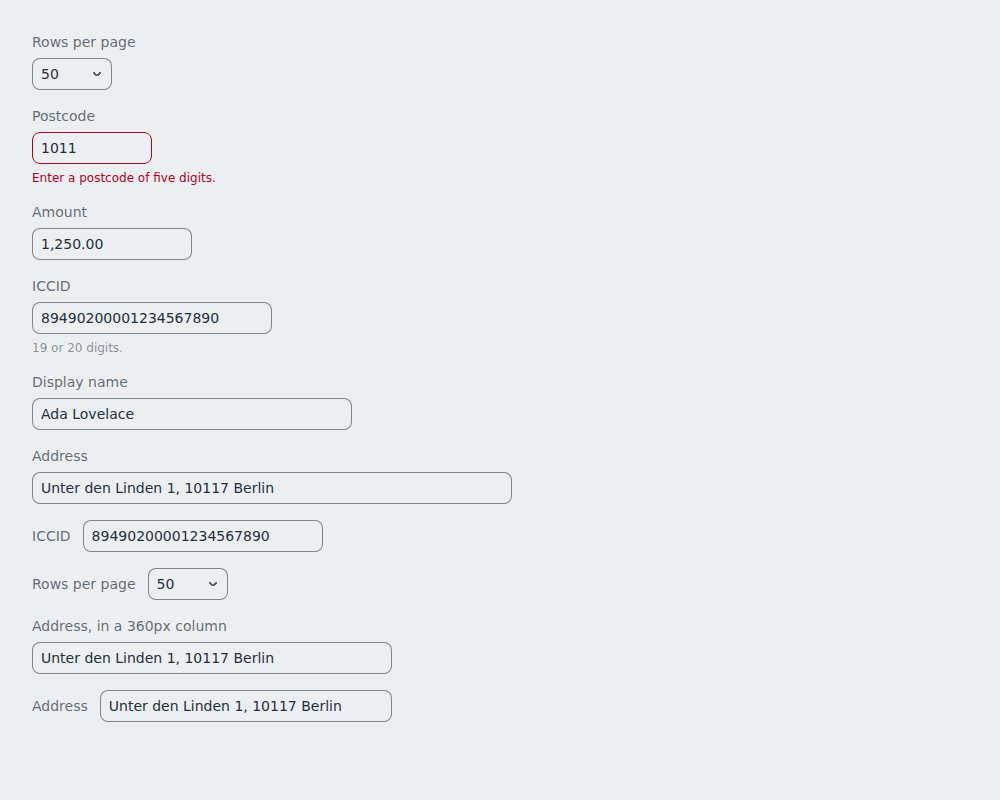 Rows per page
50
Postcode
1011
Enter a postcode of five digits.
Amount
1,250.00
ICCID
89490200001234567890
19 or 20 digits.
Display name
Ada Lovelace
Address
Unter den Linden 1, 10117 Berlin
ICCID 89490200001234567890
Rows per page 50
Address, in a 360px column
Unter den Linden 1, 10117 Berlin
Address Unter den Linden 1, 10117 Berlin